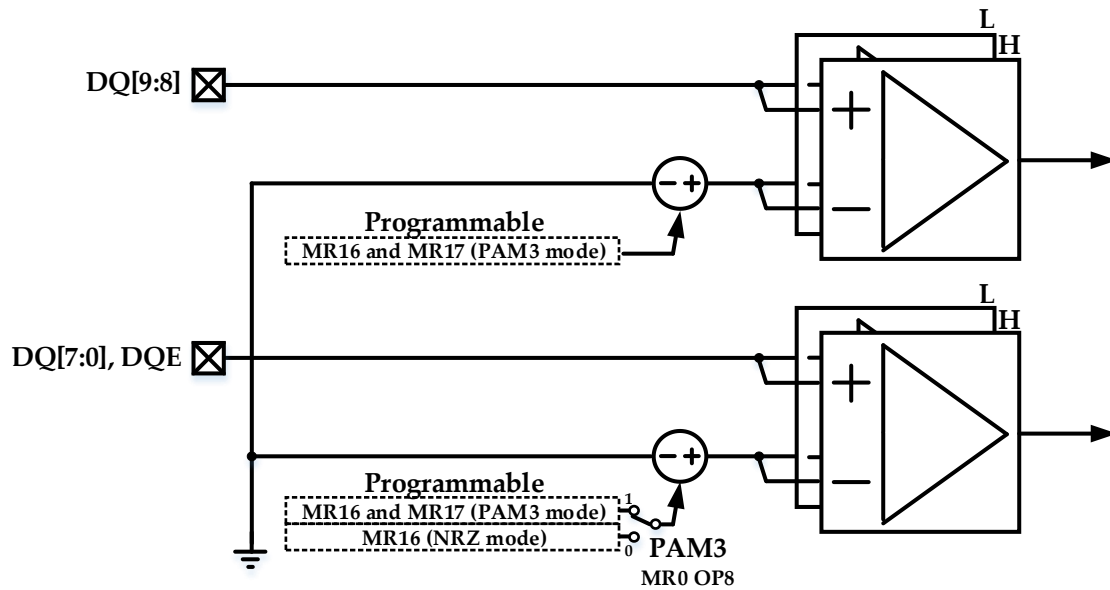 L
H
DQ[9:8]
+
−
− +
Programmable
MR16 and MR17 (PAM3 mode)
L
H
DQ[7:0], DQE
+
−
− +
Programmable
MR16 and MR17 (PAM3 mode)
1
MR16 (NRZ mode)
0
PAM3
MR0 OP8